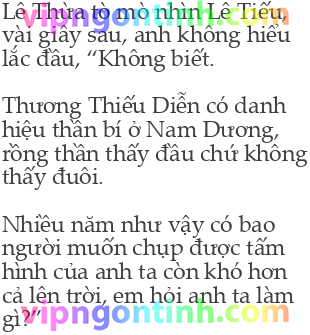 Lê Thừa tò mò nhìn Lê Tiếu,
vipngontinh.com
vài giây sau, anh không hiểu
lắc đầu, “Không biết.
Thương Thiếu Diễn có danh
hiệu thần bí ở Nam Dương,
rồng thần thấy đầu chứ không
thấy đuôi.
Nhiều năm như vậy có bao
người muốn chụp được tấm
hình của anh ta còn khó hơn
cả lên trời, em hỏi anh ta làm
gì?”
vipngontinh.com